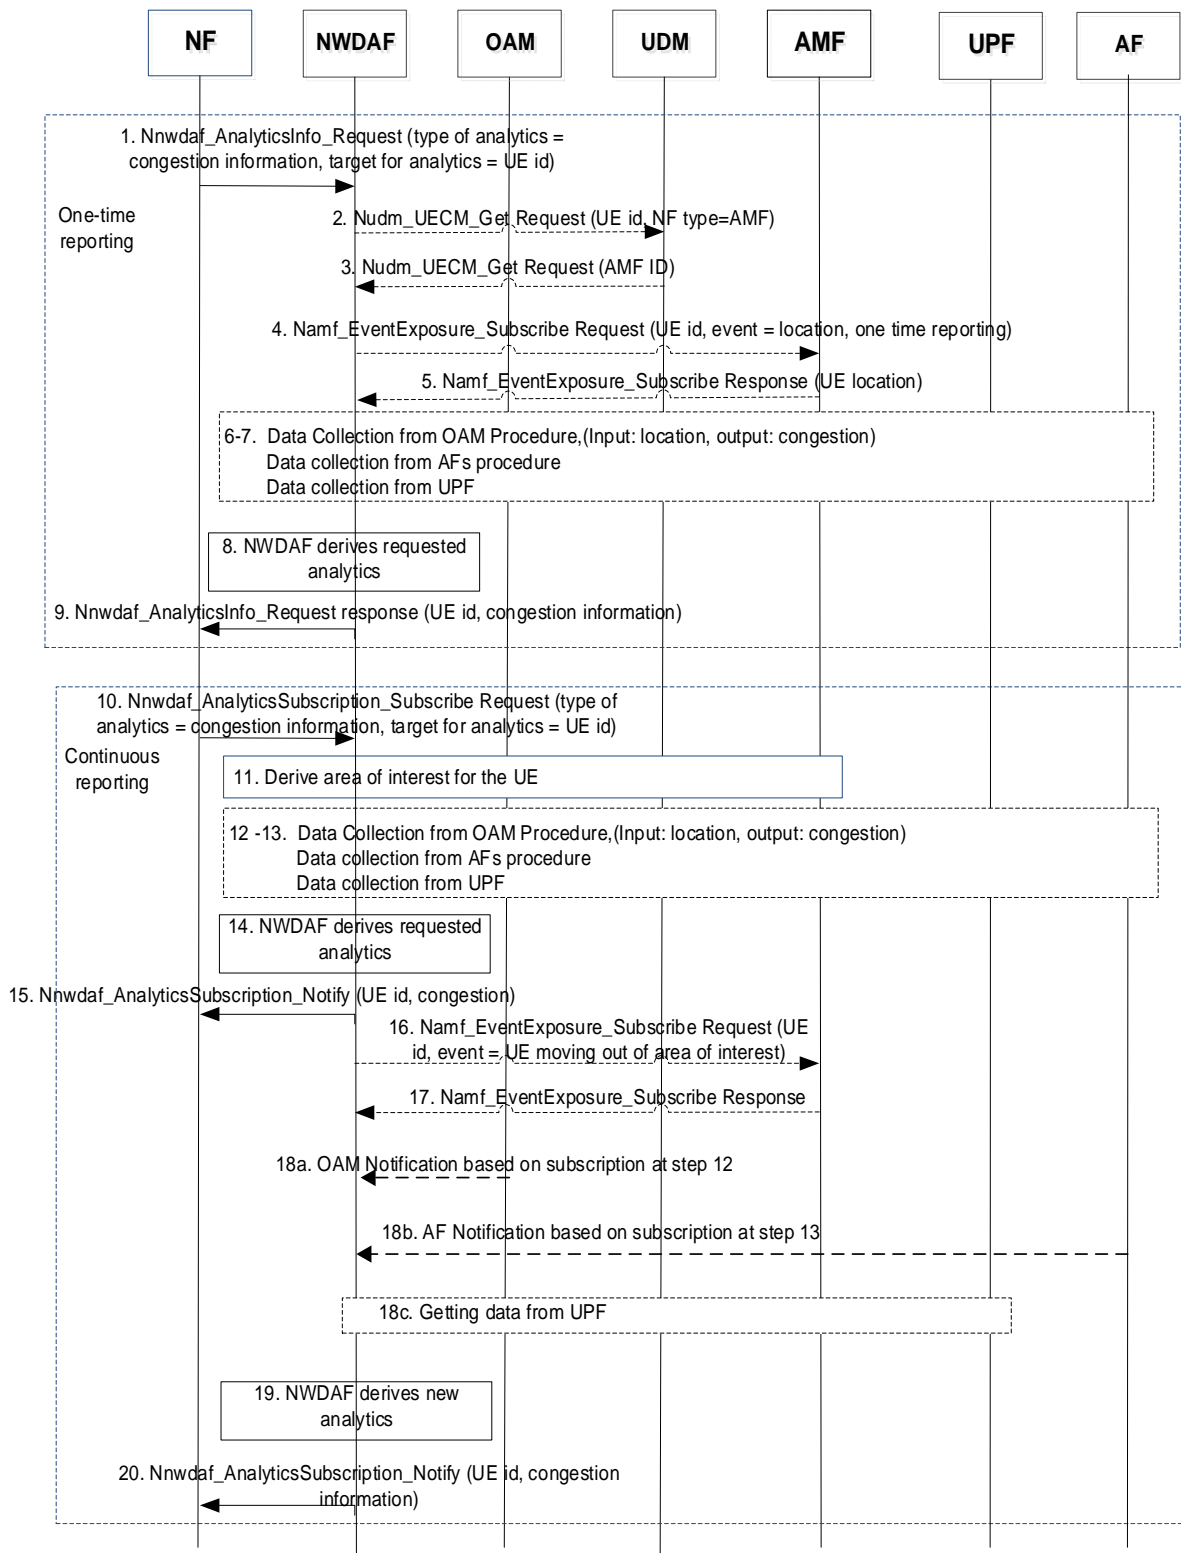 NF NWDAF OAM UDM AMF UPF AF
1. Nnwdaf_AnalyticsInfo_Request (type of analytics =
congestion information, target for analytics = UE id)
One-time
reporting
2. Nudm_UECM_Get Request (UE id, NF type=AMF)
3. Nudm_UECM_Get Request (AMF ID)
4. Namf_EventExposure_Subscribe Request (UE id, event = location, one time reporting)
5. Namf_EventExposure_Subscribe Response (UE location)
6-7. Data Collection from OAM Procedure,(Input: location, output: congestion)
Data collection from AFs procedure
Data collection from UPF
8. NWDAF derives requested
analytics
9. Nnwdaf_AnalyticsInfo_Request response (UE id, congestion information)
10. Nnwdaf_AnalyticsSubscription_Subscribe Request (type of
analytics = congestion information, target for analytics = UE id)
Continuous
reporting
11. Derive area of interest for the UE
12 -13. Data Collection from OAM Procedure,(Input: location, output: congestion)
Data collection from AFs procedure
Data collection from UPF
14. NWDAF derives requested
analytics
15. Nnwdaf_AnalyticsSubscription_Notify (UE id, congestion)
16. Namf_EventExposure_Subscribe Request (UE
id, event = UE moving out of area of interest)
17. Namf_EventExposure_Subscribe Response
18a. OAM Notification based on subscription at step 12
18b. AF Notification based on subscription at step 13
18c. Getting data from UPF
19. NWDAF derives new
analytics
20. Nnwdaf_AnalyticsSubscription_Notify (UE id, congestion
information)